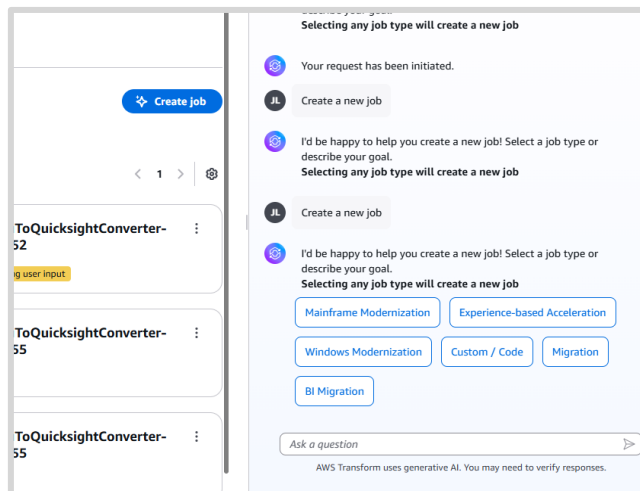 Selecting any job type will create a new job
Your request has been initiated.
JL
Create a new job
I'd be happy to help you create a new job! Select a job type or
describe your goal.
Selecting any job type will create a new job
JL
Create a new job
I'd be happy to help you create a new job! Select a job type or
describe your goal.
Selecting any job type will create a new job
Mainframe Modernization
Experience-based Acceleration
Windows Modernization
Custom / Code
Migration
BI Migration
Ask a question
AWS Transform uses generative AI. You may need to verify responses.
Create job
1
ToQuicksightConverter-
52
g user input
ToQuicksightConverter-
55
ToQuicksightConverter-
55